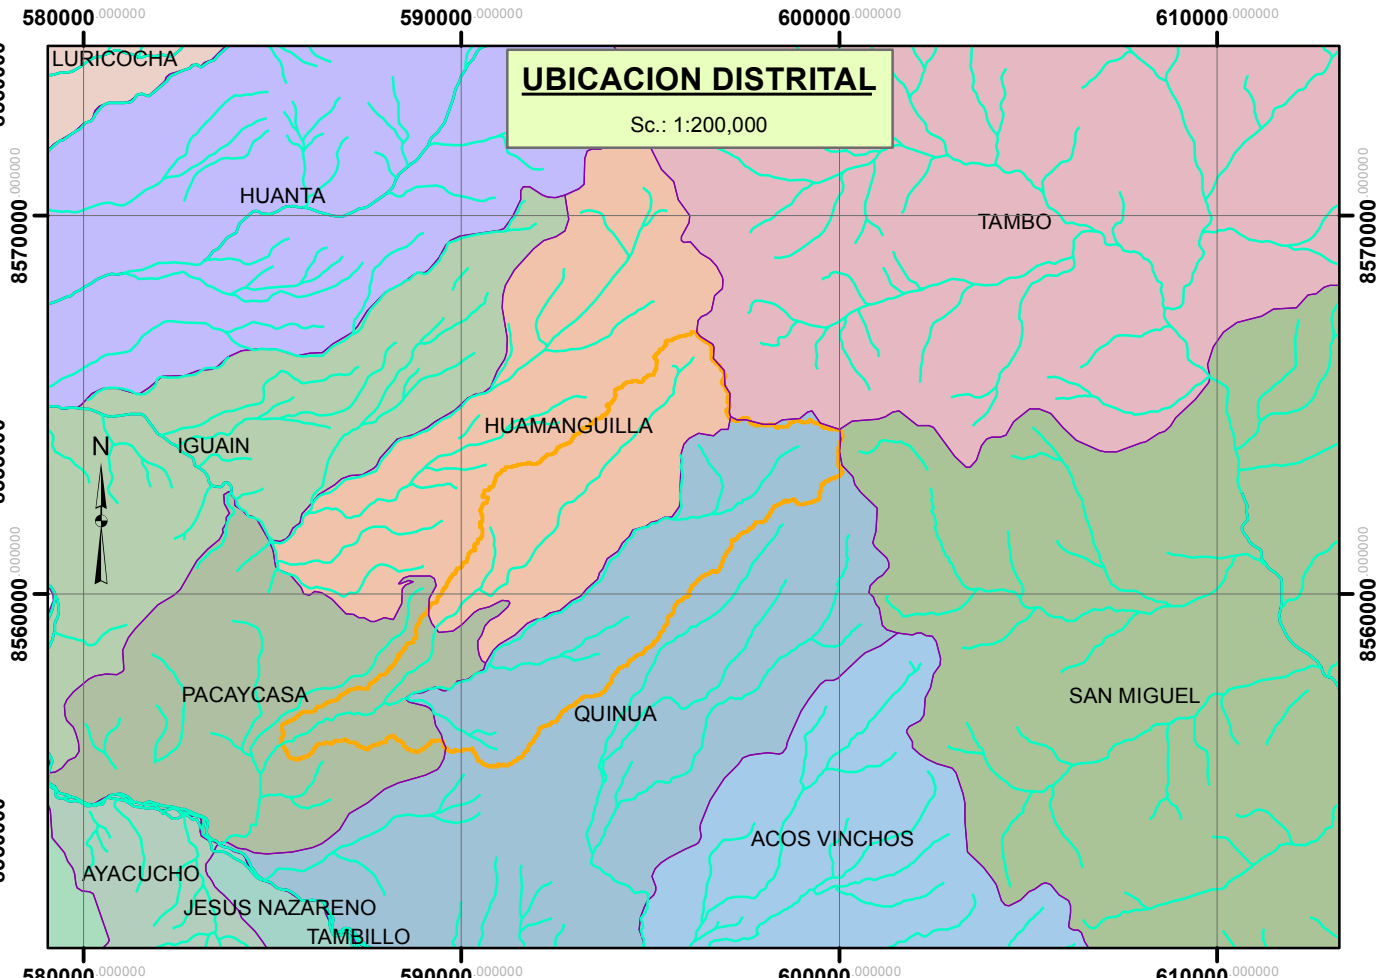 580000.000000 590000.000000 600000.000000 610000.000000
LURICOCHA
UBICACION DISTRITAL
Sc.: 1:200,000
HUANTA
TAMBO
8570000.000000
8570000.000000
HUAMANGUILLA
IGUAIN
N
8560000.000000
8560000.000000
PACAYCASA
QUINUA
SAN MIGUEL
ACOS VINCHOS
AYACUCHO
JESUS NAZARENO
TAMBILLO
580000.000000 590000.000000 600000.000000 610000.000000